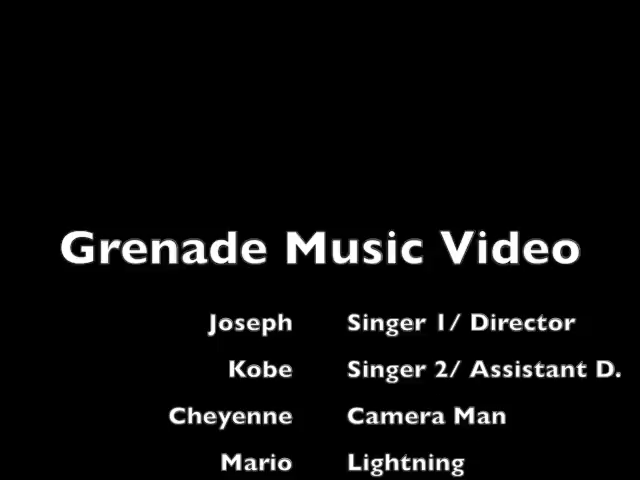 Grenade Music Video
Joseph Singer 1/ Director
Kobe Singer 2/ Assistant D.
Cheyenne Camera Man
Mario Lightning